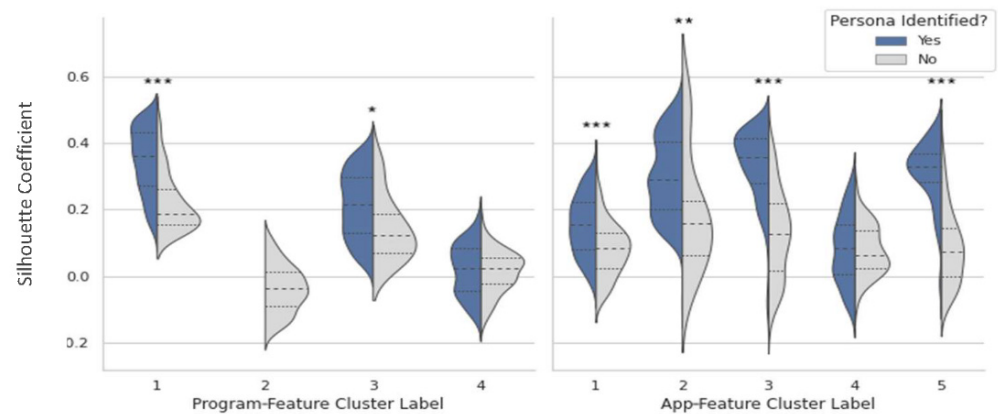 Persona Identified?
Yes
No
*** * *** ** *** ***
Silhouette Coefficient
0.6
0.4
0.2
0.0
0.2
1 2 3 4 1 2 3 4 5
Program-Feature Cluster Label App-Feature Cluster Label